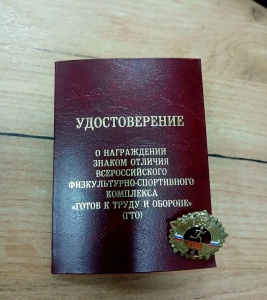 УДОСТОВЕРЕНИЕ
О НАГРАЖДЕНИИ
ЗНАКОМ ОТЛИЧИЯ
ВСЕРОССИЙСКОГО
ФИЗКУЛЬТУРНО-СПОРТИВНОГО
КОМПЛЕКСА
«ГОТОВ К ТРУДУ И ОБОРОНЕ»
(ГТО)